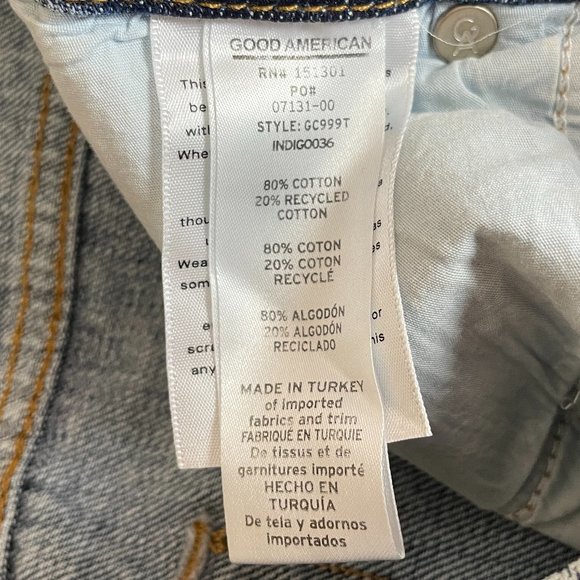 GOOD AMERICAN
RN# 151301
PO#
07131-00
STYLE: GC999T
INDIGO036
80% COTTON
20% RECYCLED
COTTON
80% COTON
20% COTON
RECYCLÉ
80% ALGODÓN
20% ALGODÓN
RECICLADO
MADE IN TURKEY
of imported
fabrics and trim
FABRIQUÉ EN TURQUIE
De tissus et de
garnitures importé
HECHO EN
TURQUÍA
De tela y adornos
importados